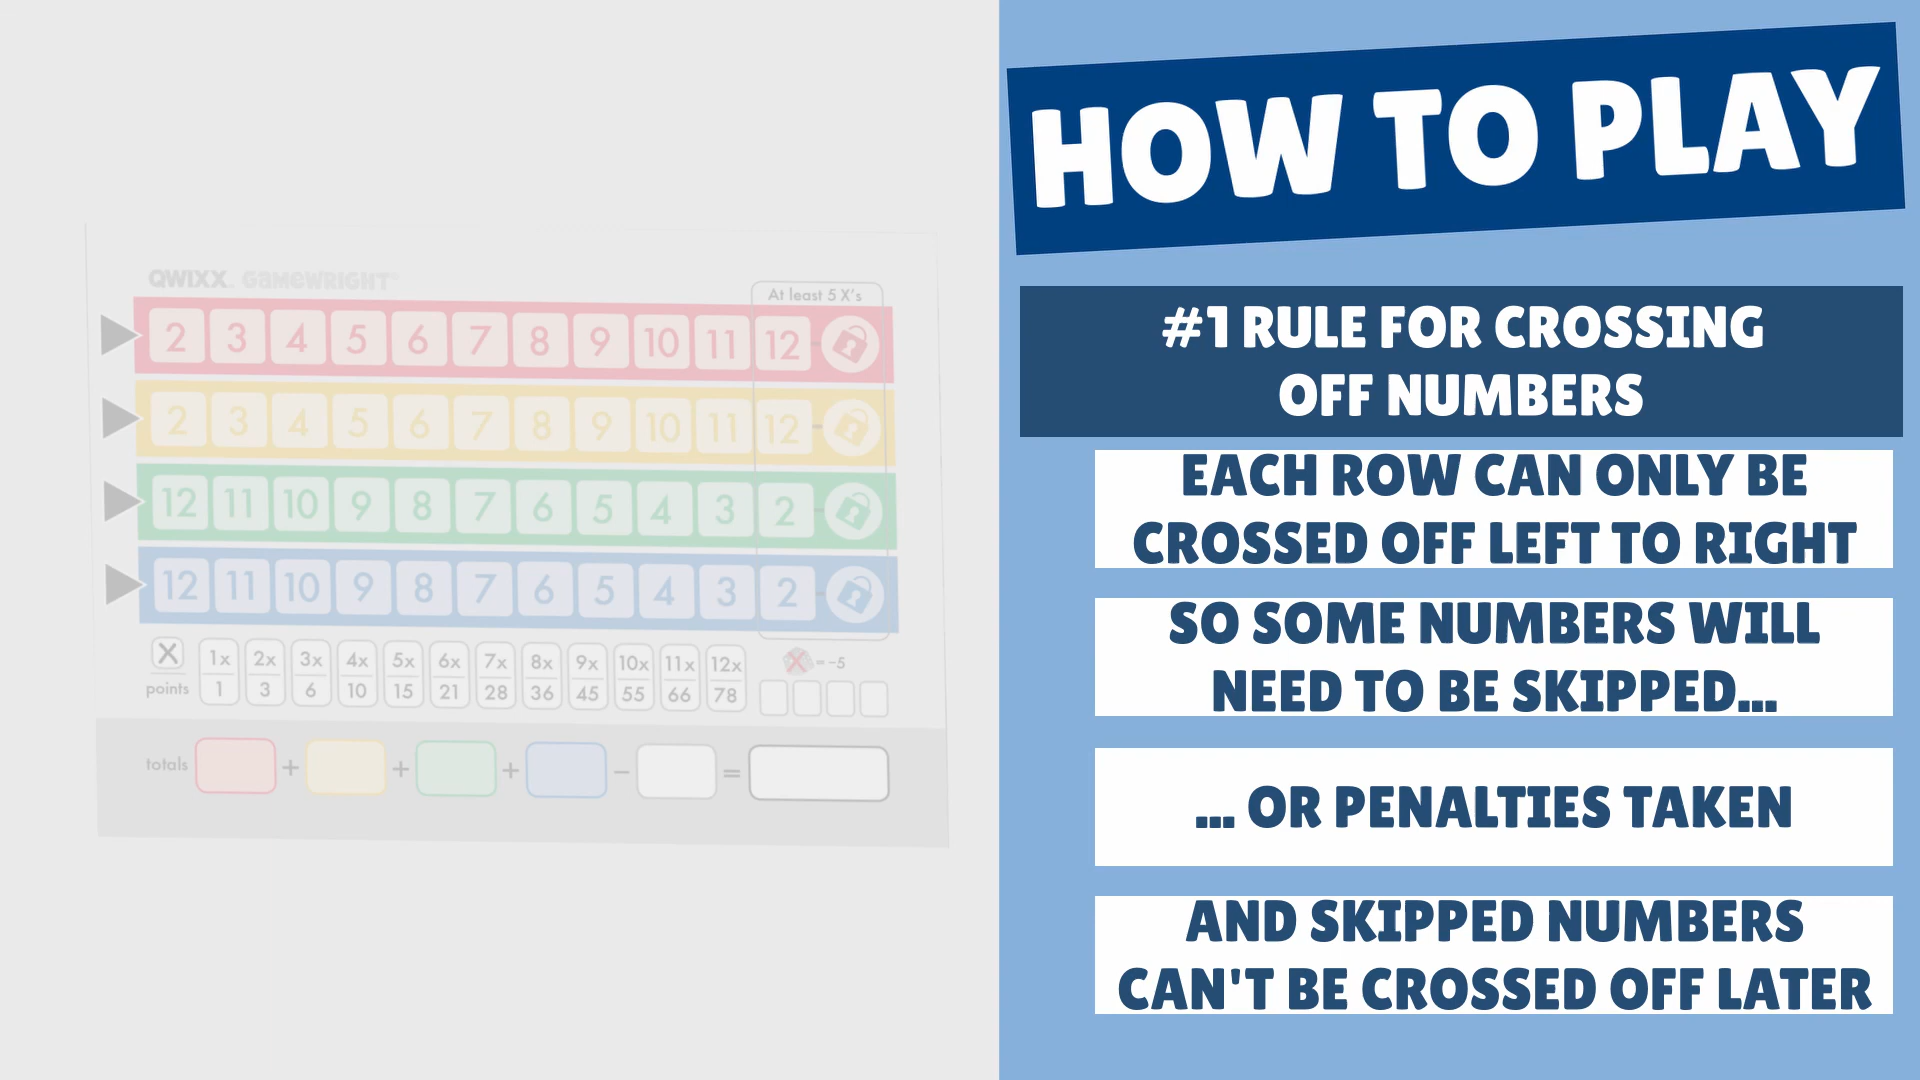 QWIXX. GAMEWRIGHT®
At least 5 X's
2 3 4 5 6 7 8 9 10 11 12
2 3 4 5 6 7 8 9 10 11 12
12 11 10 9 8 7 6 5 4 3 2
12 11 10 9 8 7 6 5 4 3 2
X 1x 2x 3x 4x 5x 6x 7x 8x 9x 10x 11x 12x
points 1 3 6 10 15 21 28 36 45 55 66 78
X = -5
totals + + + - =
HOW TO PLAY
#1 RULE FOR CROSSING
OFF NUMBERS
EACH ROW CAN ONLY BE
CROSSED OFF LEFT TO RIGHT
SO SOME NUMBERS WILL
NEED TO BE SKIPPED...
... OR PENALTIES TAKEN
AND SKIPPED NUMBERS
CAN'T BE CROSSED OFF LATER